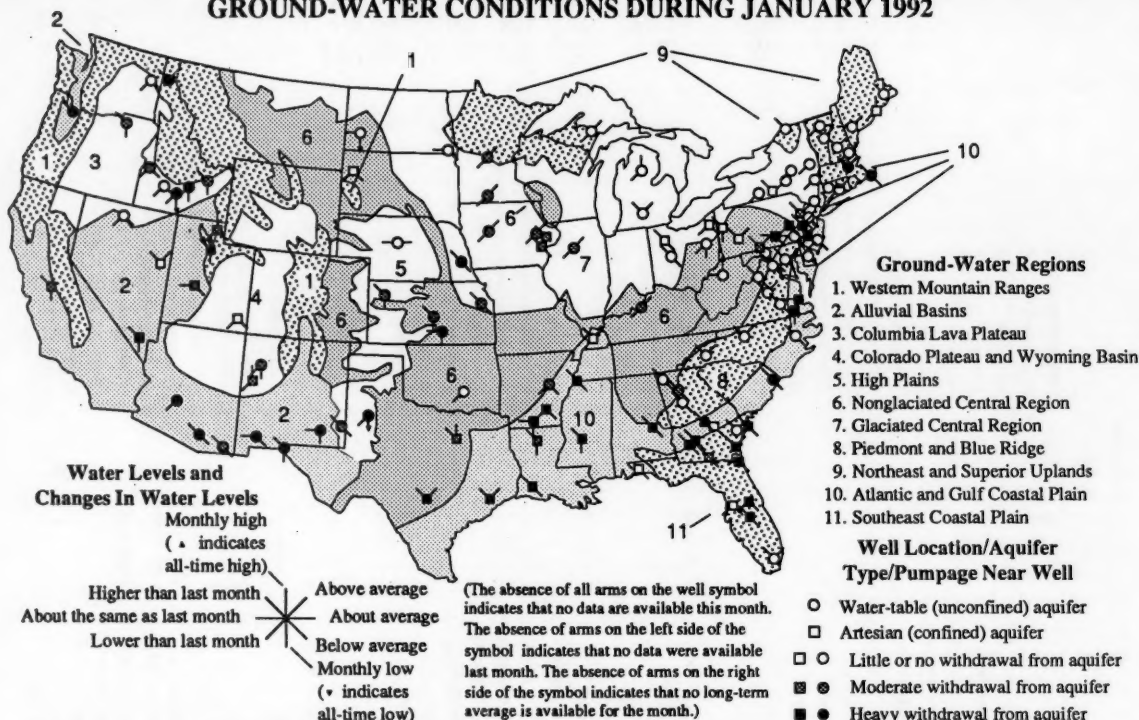 GROUND-WATER CONDITIONS DURING JANUARY 1992
2
1
9
10
1
3
6
2
4
1
5
6
6
7
6
6
8
10
2
11
Ground-Water Regions
1. Western Mountain Ranges
2. Alluvial Basins
3. Columbia Lava Plateau
4. Colorado Plateau and Wyoming Basin
5. High Plains
6. Nonglaciated Central Region
7. Glaciated Central Region
8. Piedmont and Blue Ridge
9. Northeast and Superior Uplands
10. Atlantic and Gulf Coastal Plain
11. Southeast Coastal Plain
Water Levels and
Changes In Water Levels
Monthly high
( ▴ indicates
all-time high)
Higher than last month
About the same as last month
Lower than last month
Above average
About average
Below average
Monthly low
( ▾ indicates
all-time low)
(The absence of all arms on the well symbol
indicates that no data are available this month.
The absence of arms on the left side of the
symbol indicates that no data were available
last month. The absence of arms on the right
side of the symbol indicates that no long-term
average is available for the month.)
Well Location/Aquifer
Type/Pumpage Near Well
Water-table (unconfined) aquifer
Artesian (confined) aquifer
Little or no withdrawal from aquifer
Moderate withdrawal from aquifer
Heavy withdrawal from aquifer